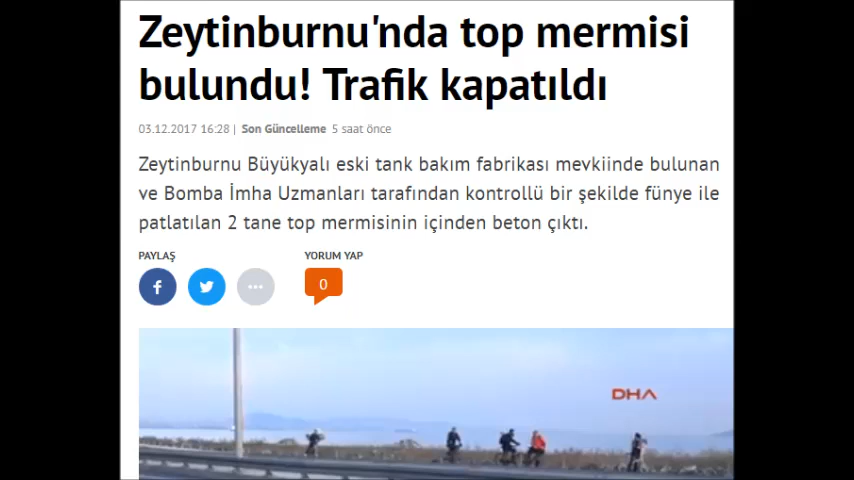 Zeytinburnu'nda top mermisi
bulundu! Trafik kapatıldı
03.12.2017 16:28 | Son Güncelleme 5 saat önce
Zeytinburnu Büyükyalı eski tank bakım fabrikası mevkiinde bulunan
ve Bomba İmha Uzmanları tarafından kontrollü bir şekilde fünye ile
patlatılan 2 tane top mermisinin içinden beton çıktı.
PAYLAŞ YORUM YAP
0
DHA